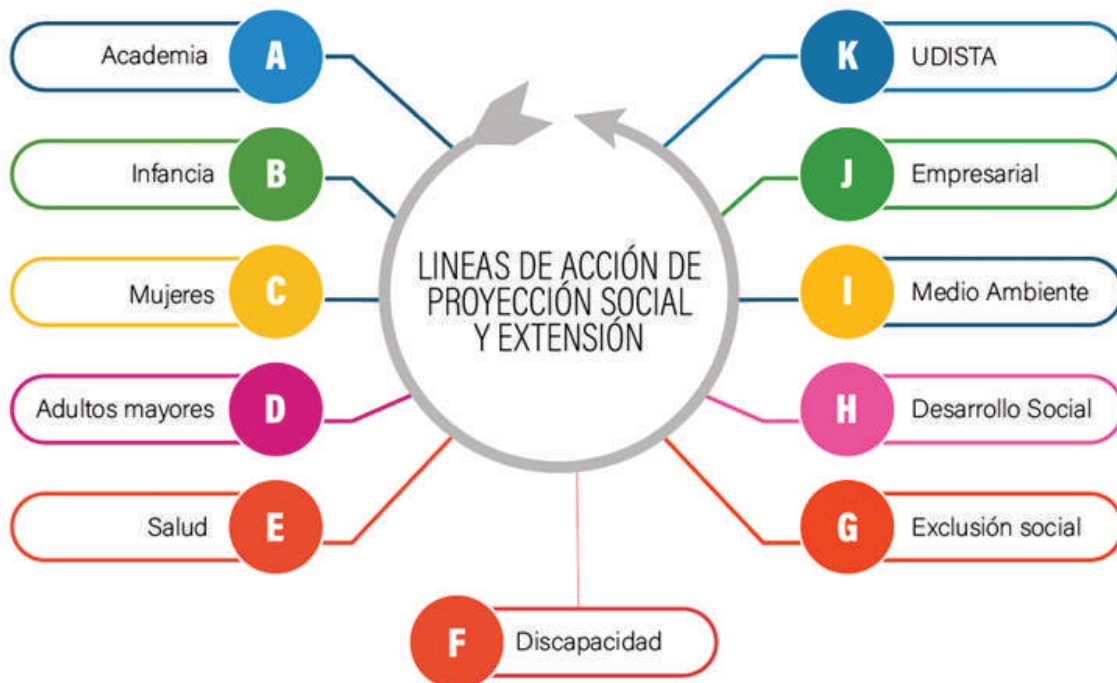 A Academia
B Infancia
C Mujeres
D Adultos mayores
E Salud
F Discapacidad
G Exclusión social
H Desarrollo Social
I Medio Ambiente
J Empresarial
K UDISTA
LINEAS DE ACCIÓN DE
PROYECCIÓN SOCIAL
Y EXTENSIÓN